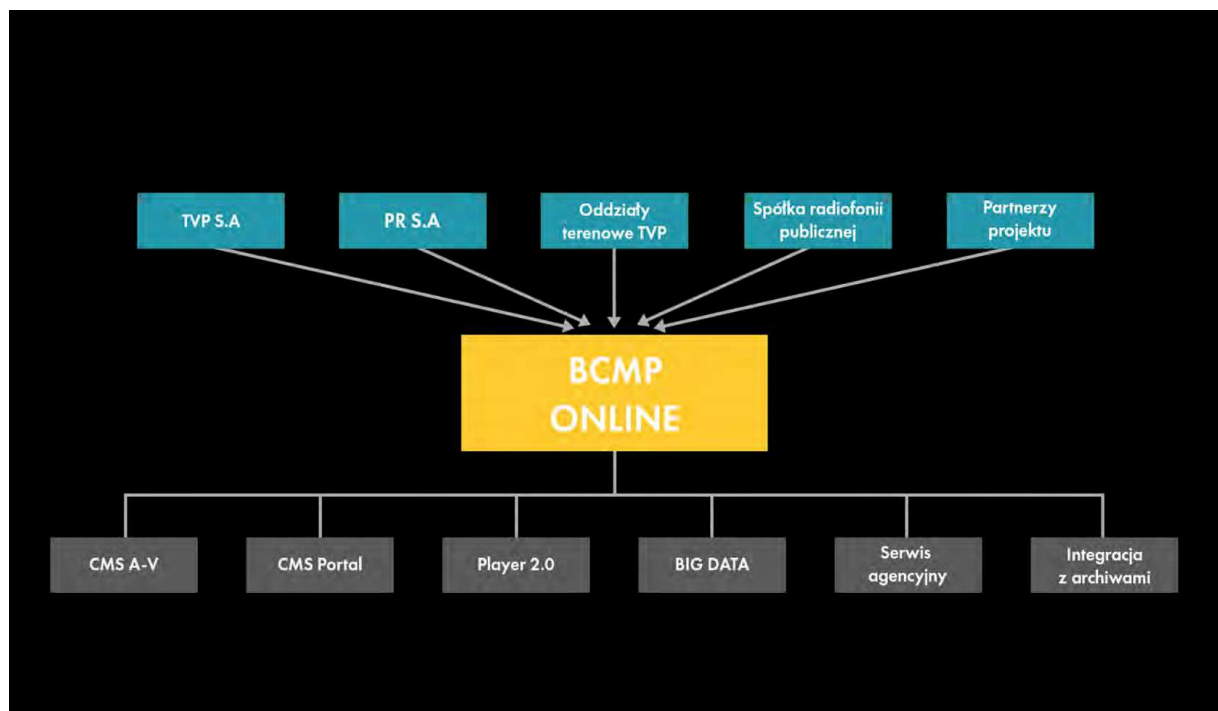 TVP S.A
PR S.A
Oddziały
terenowe TVP
Spółka radiofonii
publicznej
Partnerzy
projektu
BCMP
ONLINE
CMS A-V
CMS Portal
Player 2.0
BIG DATA
Serwis
agencyjny
Integracja
z archiwami